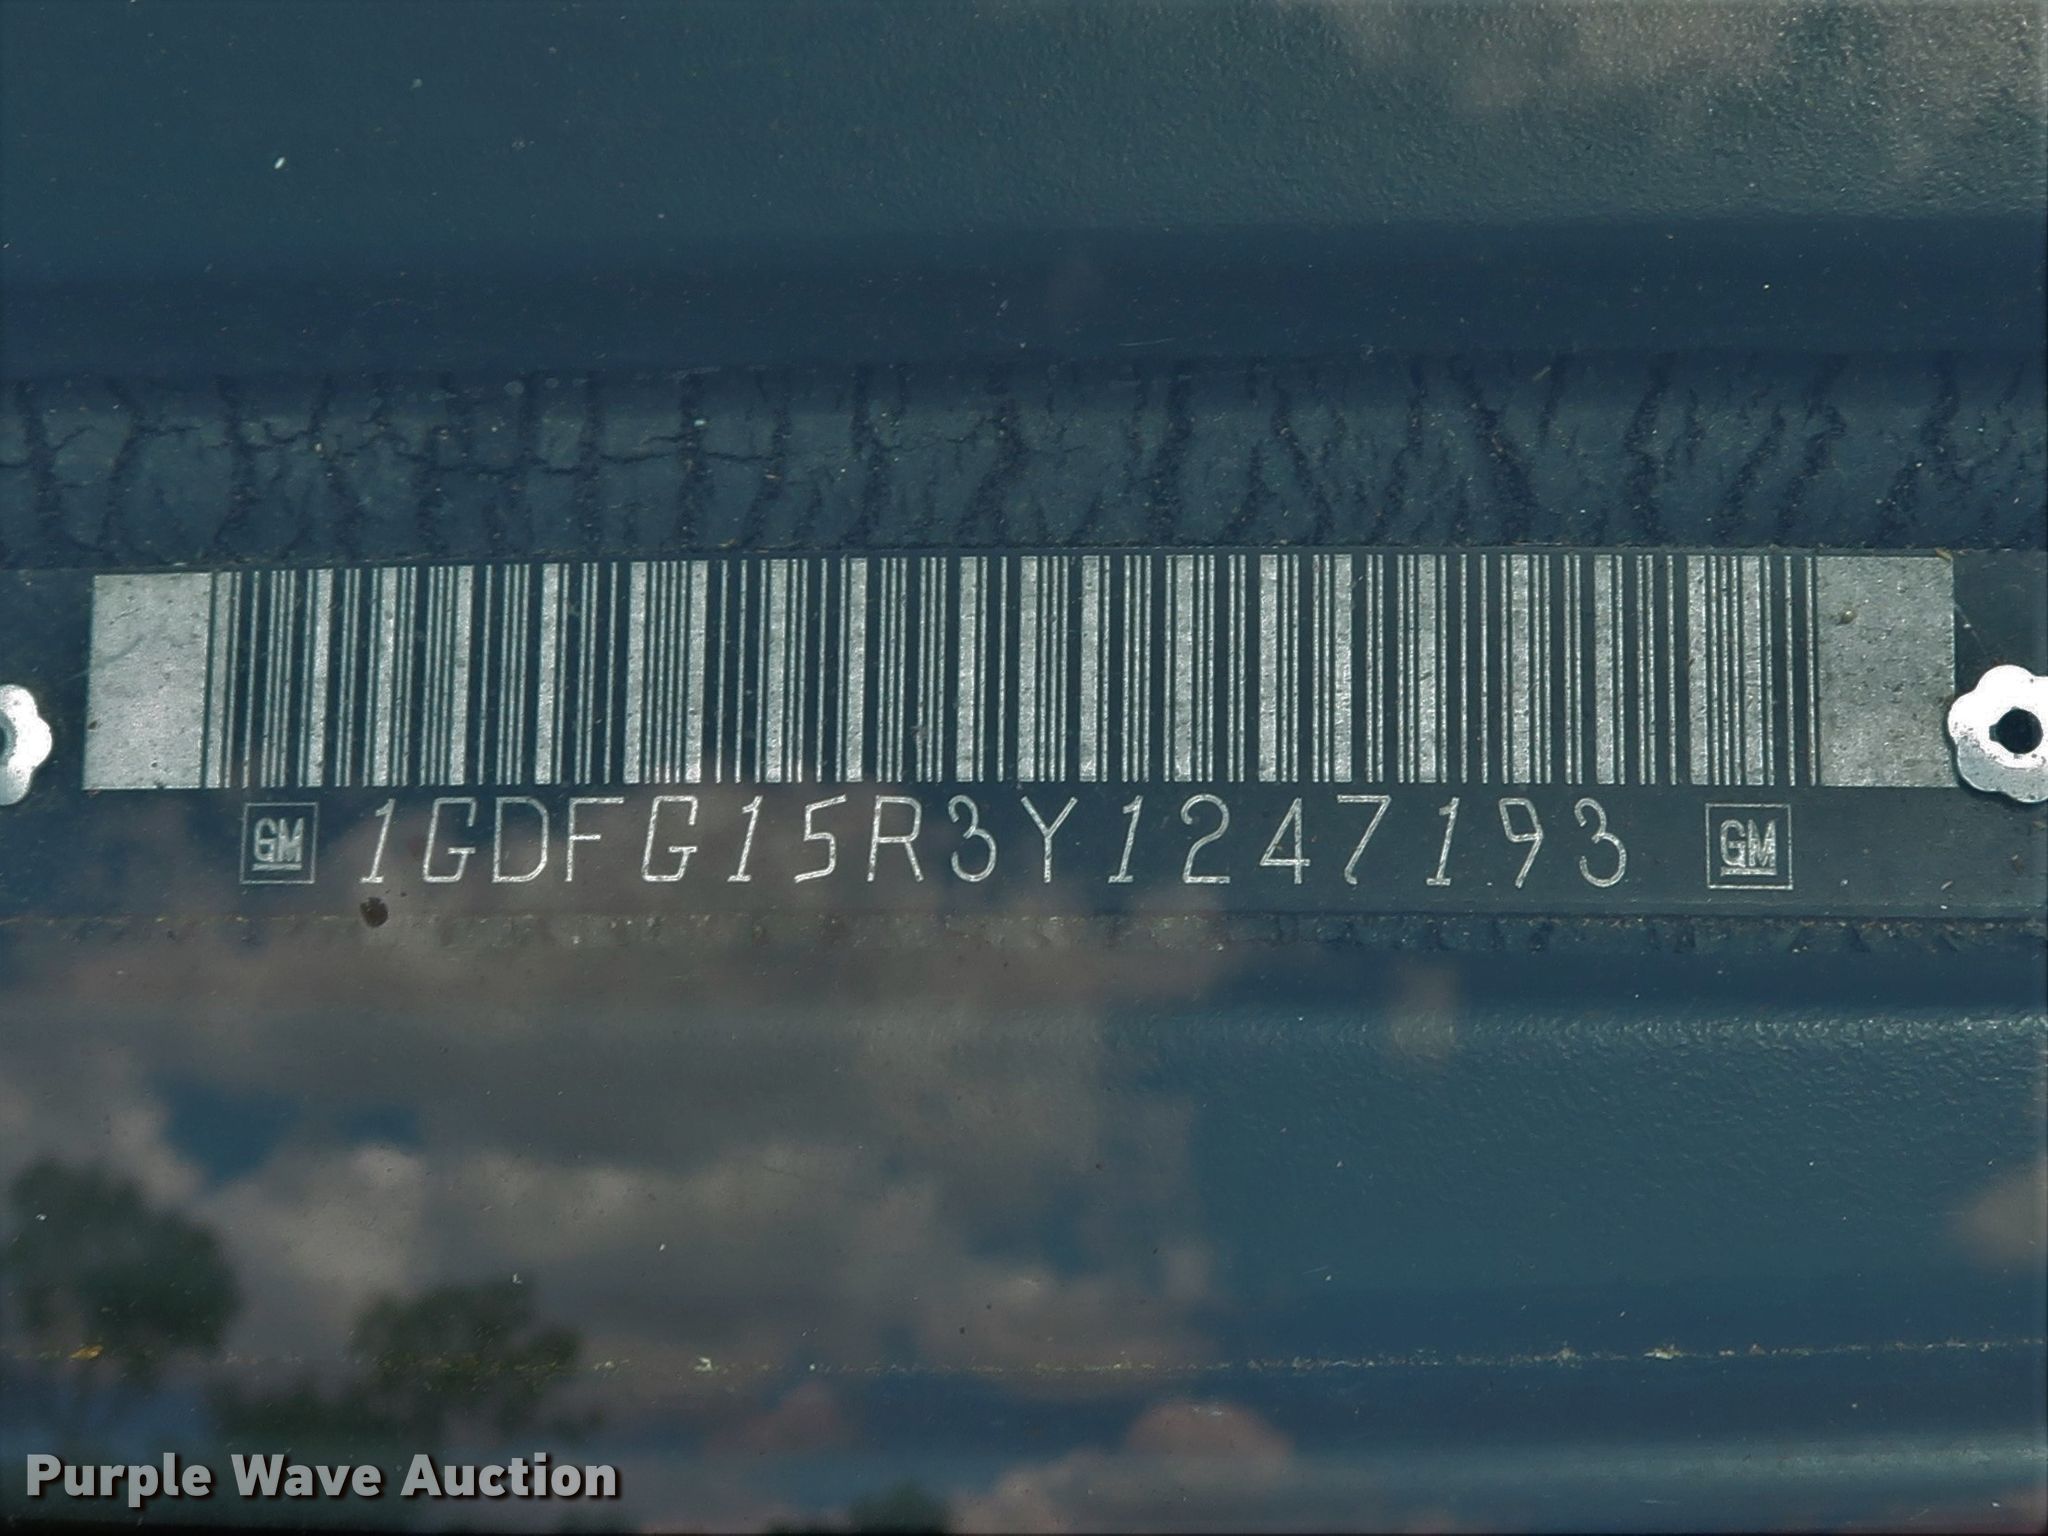 GM 1GDFG15R3Y1247193 GM
Purple Wave Auction